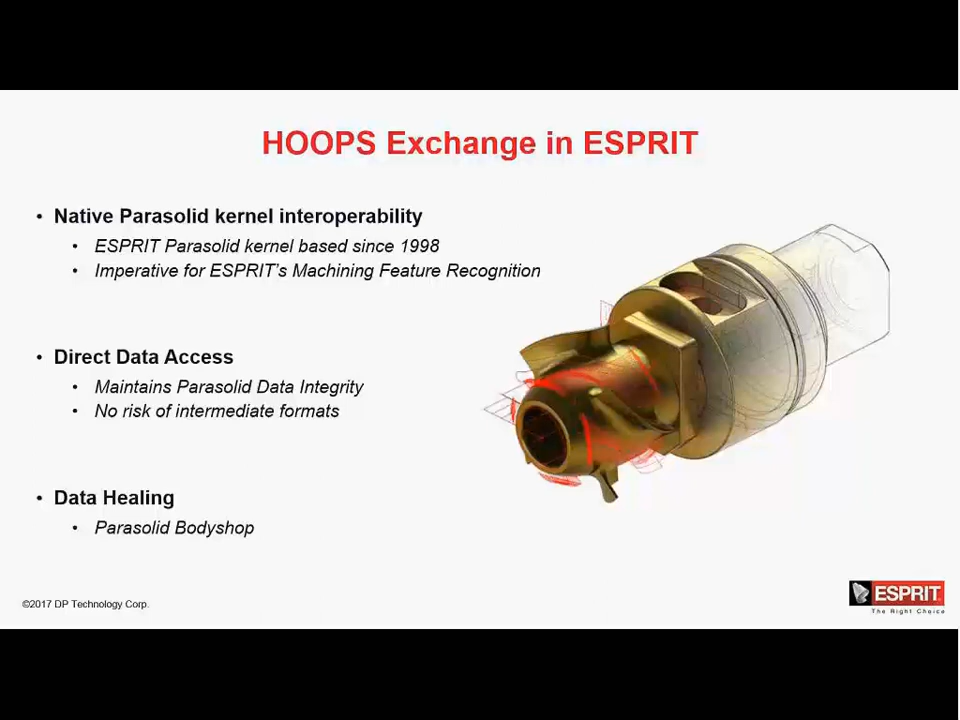 HOOPS Exchange in ESPRIT
• Native Parasolid kernel interoperability
• ESPRIT Parasolid kernel based since 1998
• Imperative for ESPRIT's Machining Feature Recognition
• Direct Data Access
• Maintains Parasolid Data Integrity
• No risk of intermediate formats
• Data Healing
• Parasolid Bodyshop
©2017 DP Technology Corp.
ESPRIT
The Right Choice